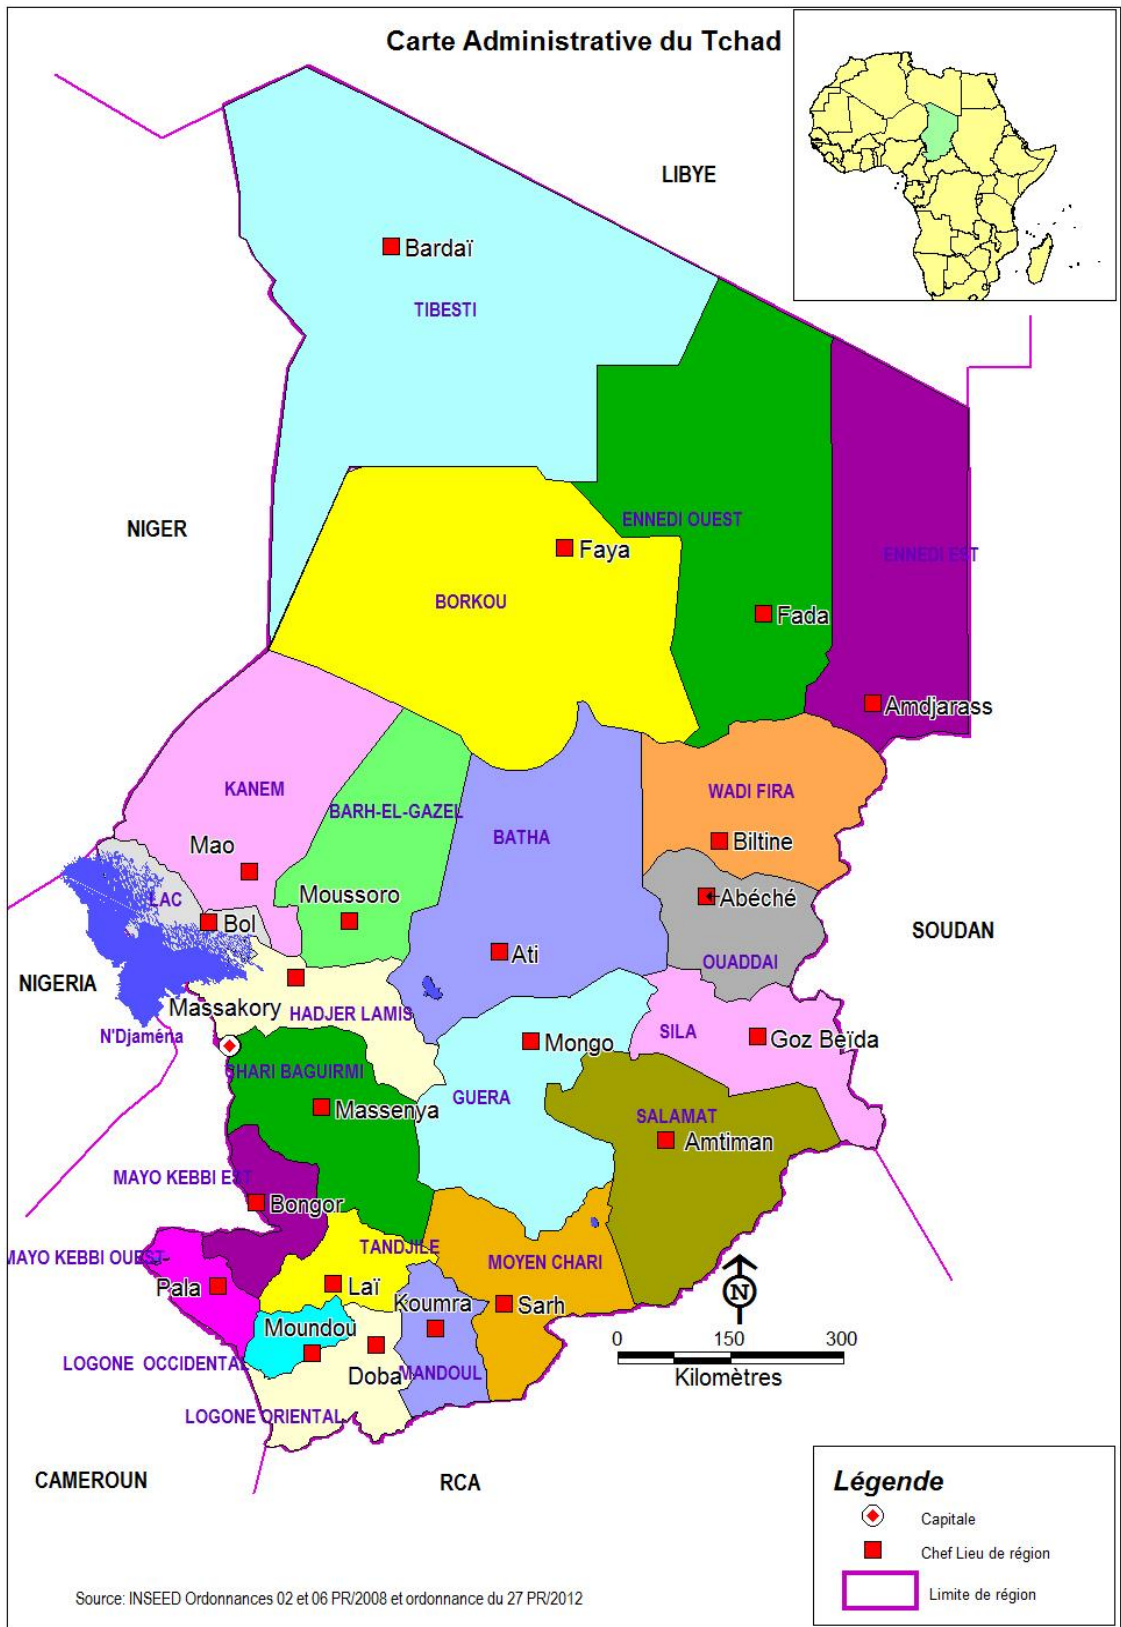 Carte Administrative du Tchad
LIBYE
Bardaï
TIBESTI
NIGER
ENNEDI OUEST
ENNEDI EST
Faya
BORKOU
Fada
Amdjarass
KANEM
WADI FIRA
BARH-EL-GAZEL
BATHA
Mao
Biltine
LAC
Moussoro
Abéché
Bol
SOUDAN
Ati
OUADDAI
NIGERIA
Massakory
HADJER LAMIS
N'Djaména
SILA
Goz Beïda
Mongo
CHARI BAGUIRMI
GUERA
Massenya
SALAMAT
Amtiman
MAYO KEBBI EST
Bongor
TANDJILE
MAYO KEBBI OUEST
MOYEN CHARI
Pala
Laï
Koumra
Sarh
N
Moundou
0 150 300
Kilomètres
LOGONE OCCIDENTAL
Doba
MANDOUL
LOGONE ORIENTAL
CAMEROUN
RCA
Légende
Capitale
Chef Lieu de région
Limite de région
Source: INSEED Ordonnances 02 et 06 PR/2008 et ordonnance du 27 PR/2012